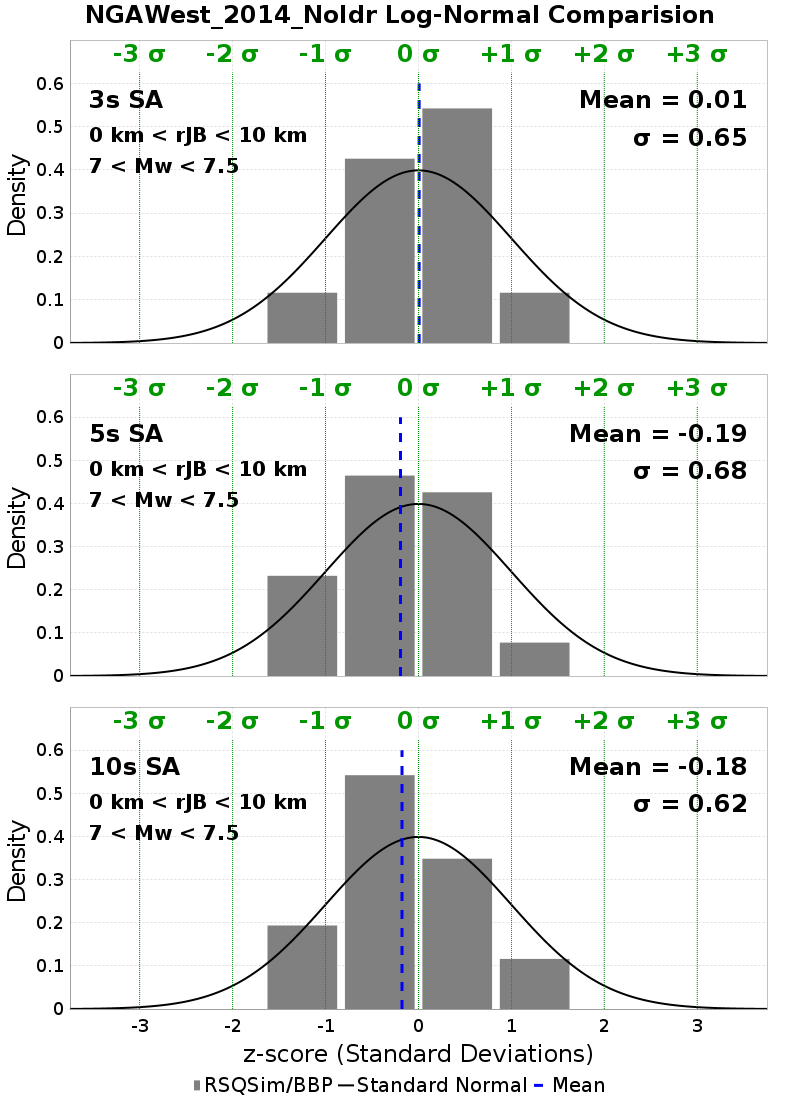 NGAWest_2014_NoIdr Log-Normal Comparision
-3 σ -2 σ -1 σ 0 σ +1 σ +2 σ +3 σ
3s SA
0 km < rJB < 10 km
7 < Mw < 7.5
Mean = 0.01
σ = 0.65
Density
0.6
0.5
0.4
0.3
0.2
0.1
0
-3 σ -2 σ -1 σ 0 σ +1 σ +2 σ +3 σ
5s SA
0 km < rJB < 10 km
7 < Mw < 7.5
Mean = -0.19
σ = 0.68
Density
0.6
0.5
0.4
0.3
0.2
0.1
0
-3 σ -2 σ -1 σ 0 σ +1 σ +2 σ +3 σ
10s SA
0 km < rJB < 10 km
7 < Mw < 7.5
Mean = -0.18
σ = 0.62
Density
0.6
0.5
0.4
0.3
0.2
0.1
0
-3 -2 -1 0 1 2 3
z-score (Standard Deviations)
RSQSim/BBP Standard Normal Mean